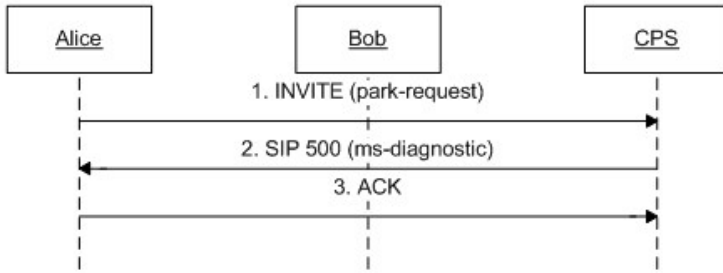 Alice
Bob
CPS
1. INVITE (park-request)
2. SIP 500 (ms-diagnostic)
3. ACK